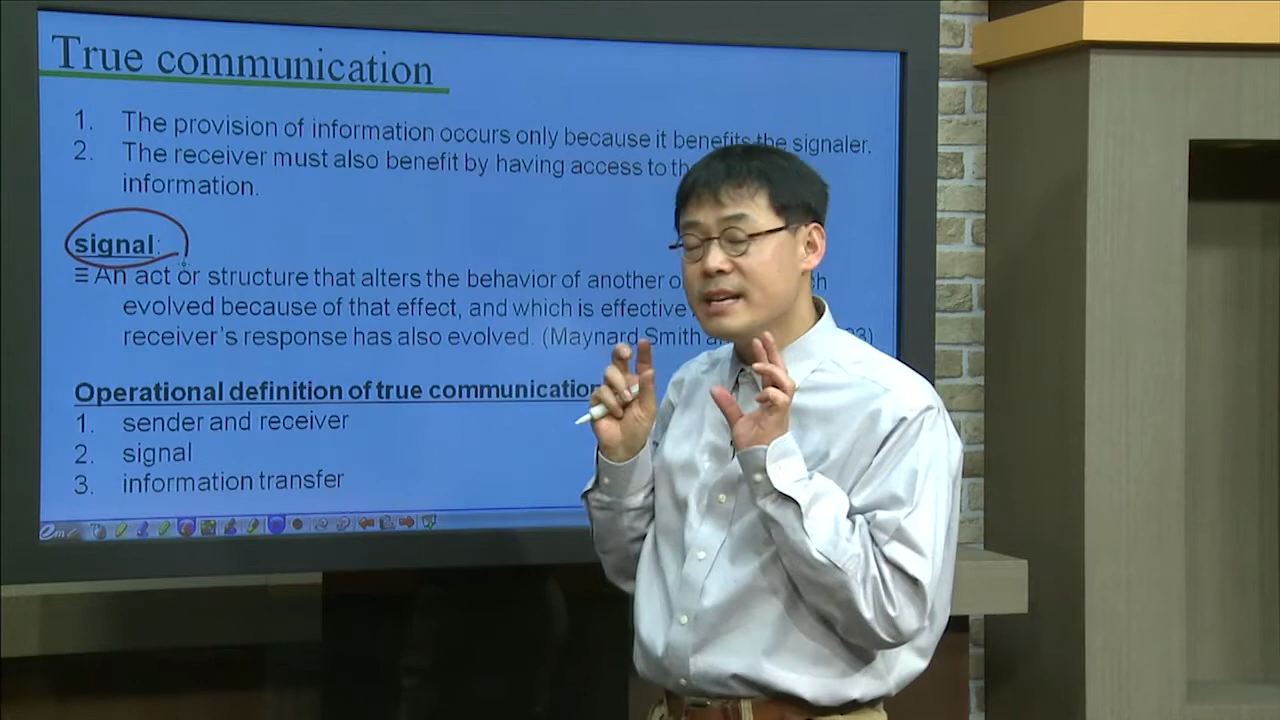 True communication
1. The provision of information occurs only because it benefits the signaler.
2. The receiver must also benefit by having access to
information.
signal:
≡ An act or structure that alters the behavior of another
evolved because of that effect, and which is effective
receiver's response has also evolved. (Maynard Smith
Operational definition of true communication
1. sender and receiver
2. signal
3. information transfer